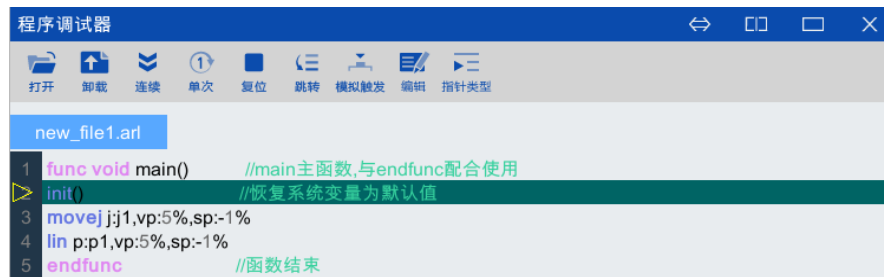 程序调试器
打开 卸载 连续 单次 复位 跳转 模拟触发 编辑 指针类型
new_file1.arl
1 func void main() //main主函数,与endfunc配合使用
2 init() //恢复系统变量为默认值
3 movej j:j1,vp:5%,sp:-1%
4 lin p:p1,vp:5%,sp:-1%
5 endfunc //函数结束